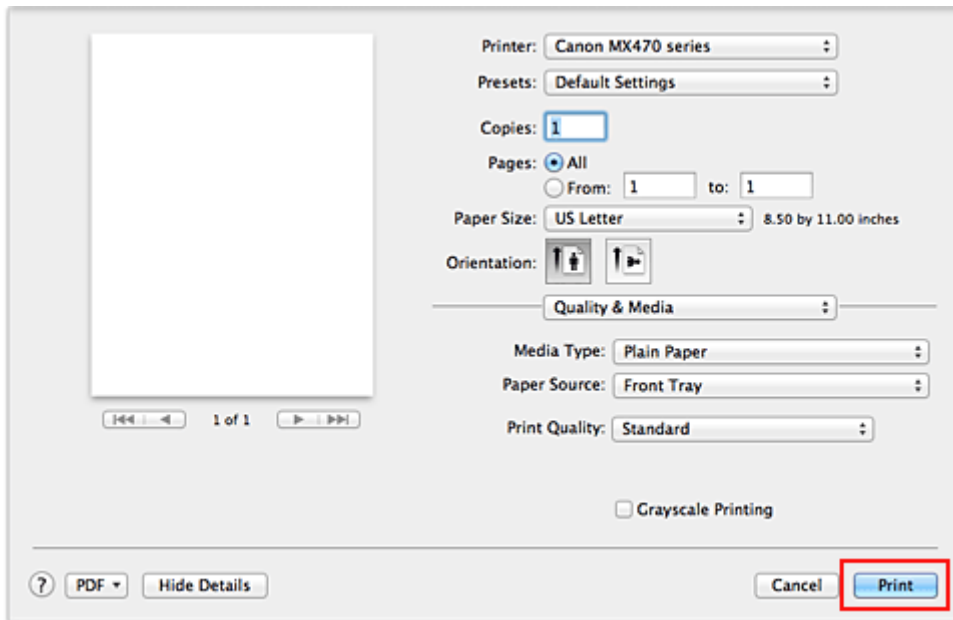 Printer: Canon MX470 series
Presets: Default Settings
Copies: 1
Pages: All
From: 1 to: 1
Paper Size: US Letter 8.50 by 11.00 inches
Orientation:
Quality & Media
Media Type: Plain Paper
Paper Source: Front Tray
1 of 1
Print Quality: Standard
Grayscale Printing
? PDF Hide Details Cancel Print